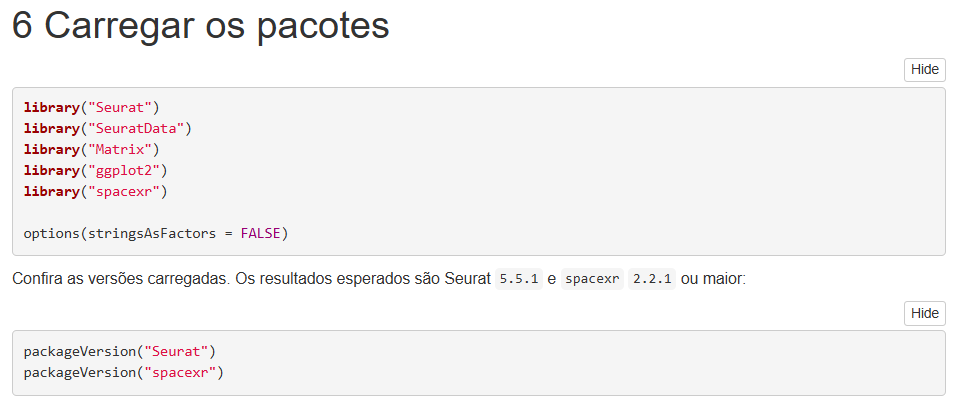 6 Carregar os pacotes
Hide
library("Seurat")
library("SeuratData")
library("Matrix")
library("ggplot2")
library("spacexr")
options(stringsAsFactors = FALSE)
Confira as versões carregadas. Os resultados esperados são Seurat 5.5.1 e spacexr 2.2.1 ou maior:
Hide
packageVersion("Seurat")
packageVersion("spacexr")